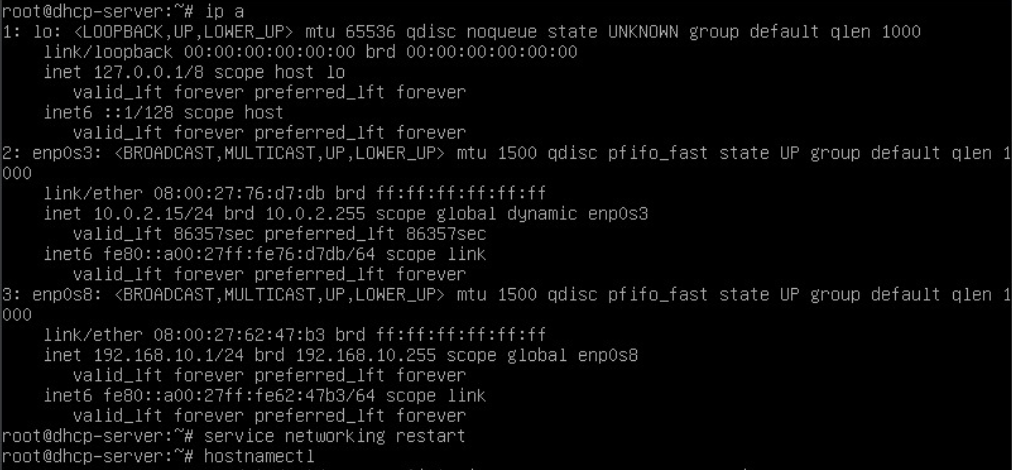 root@dhcp-server:~# ip a
1: lo: <LOOPBACK,UP,LOWER_UP> mtu 65536 qdisc noqueue state UNKNOWN group default qlen 1000
    link/loopback 00:00:00:00:00:00 brd 00:00:00:00:00:00
    inet 127.0.0.1/8 scope host lo
       valid_lft forever preferred_lft forever
    inet6 ::1/128 scope host
       valid_lft forever preferred_lft forever
2: enp0s3: <BROADCAST,MULTICAST,UP,LOWER_UP> mtu 1500 qdisc pfifo_fast state UP group default qlen 1
000
    link/ether 08:00:27:76:d7:db brd ff:ff:ff:ff:ff:ff
    inet 10.0.2.15/24 brd 10.0.2.255 scope global dynamic enp0s3
       valid_lft 86357sec preferred_lft 86357sec
    inet6 fe80::a00:27ff:fe76:d7db/64 scope link
       valid_lft forever preferred_lft forever
3: enp0s8: <BROADCAST,MULTICAST,UP,LOWER_UP> mtu 1500 qdisc pfifo_fast state UP group default qlen 1
000
    link/ether 08:00:27:62:47:b3 brd ff:ff:ff:ff:ff:ff
    inet 192.168.10.1/24 brd 192.168.10.255 scope global enp0s8
       valid_lft forever preferred_lft forever
    inet6 fe80::a00:27ff:fe62:47b3/64 scope link
       valid_lft forever preferred_lft forever
root@dhcp-server:~# service networking restart
root@dhcp-server:~# hostnamectl